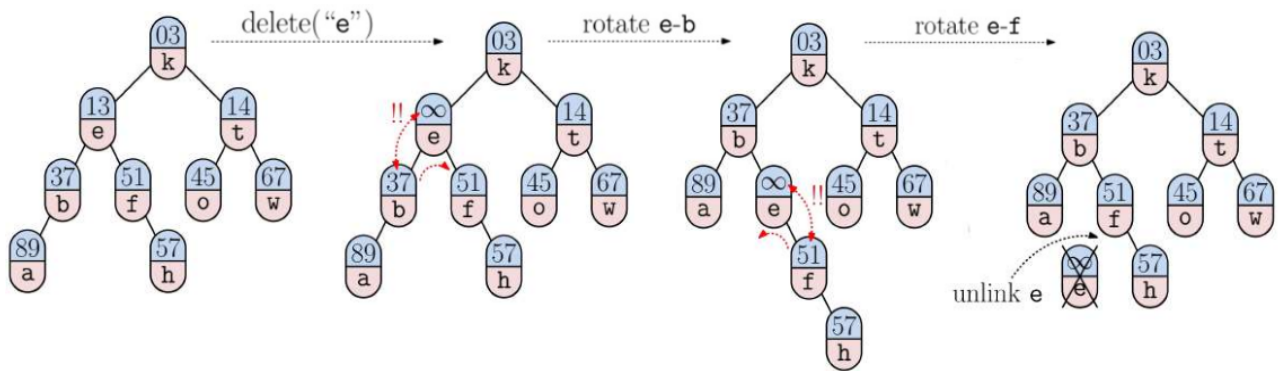 delete("e")
rotate e-b
rotate e-f
03
k
13
e
14
t
37
b
51
f
45
o
67
w
89
a
57
h
03
k
∞
e
!!
14
t
37
b
51
f
45
o
67
w
89
a
57
h
03
k
37
b
14
t
89
a
∞
e
!!
45
o
67
w
51
f
57
h
03
k
37
b
14
t
89
a
51
f
45
o
67
w
unlink e
∞
e
57
h